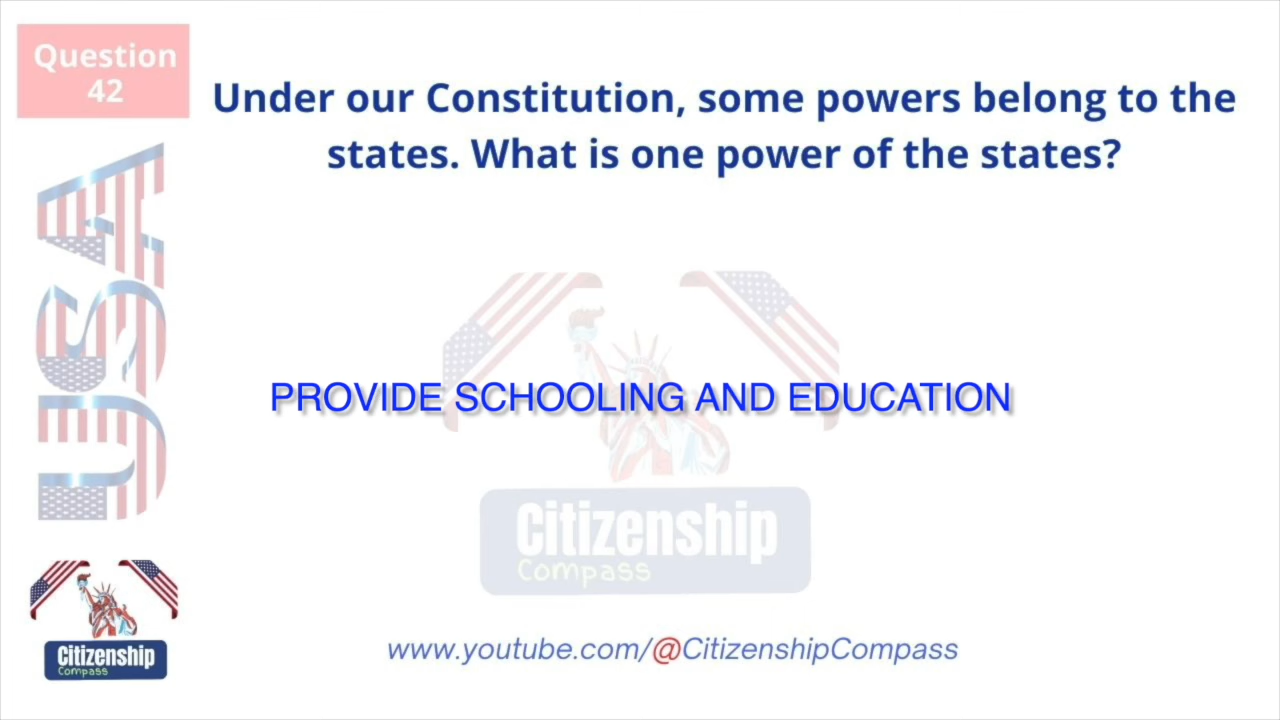 Question
42
Under our Constitution, some powers belong to the
states. What is one power of the states?
USA
PROVIDE SCHOOLING AND EDUCATION
Citizenship
Compass
Citizenship
Compass
www.youtube.com/@CitizenshipCompass